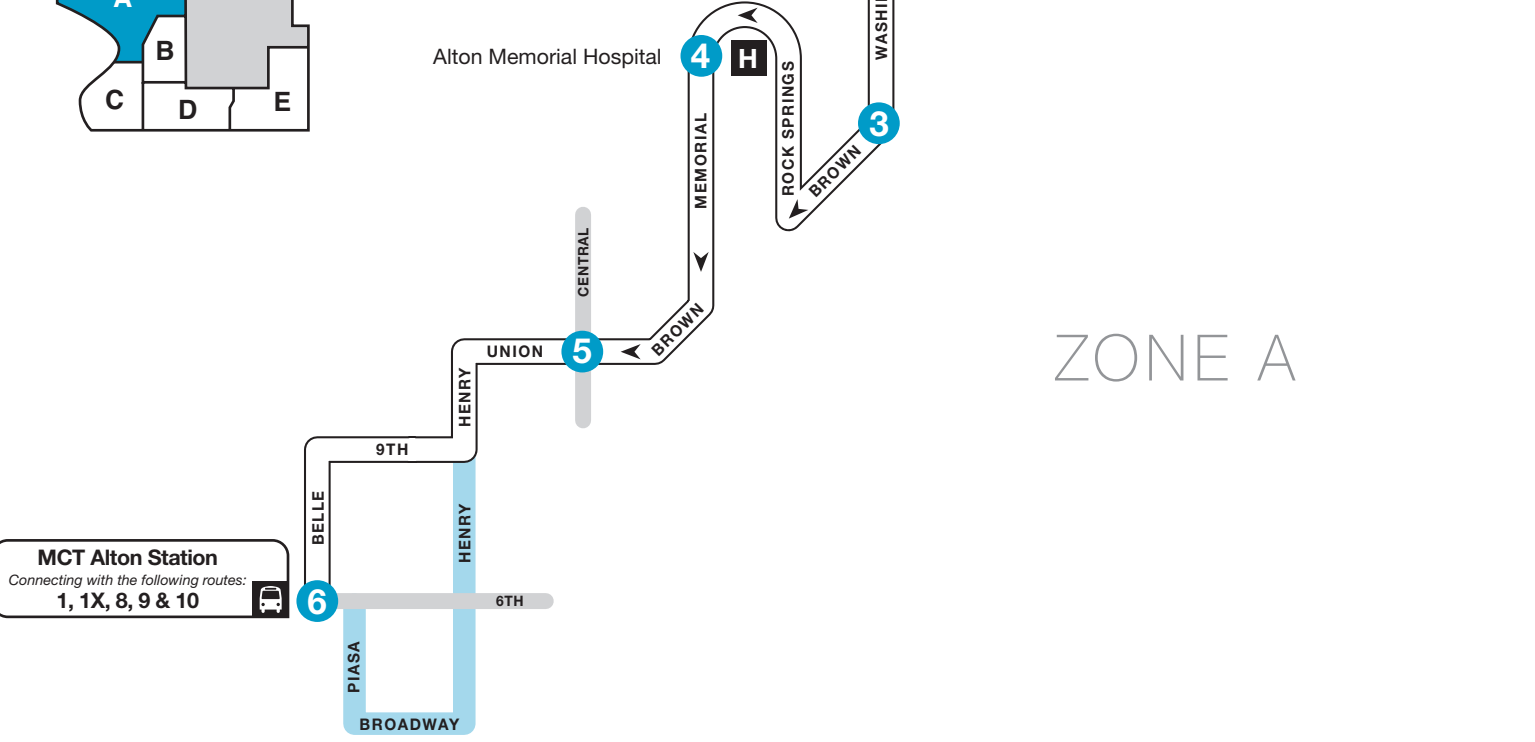 A
B
C
D
E
Alton Memorial Hospital
4
H
3
ROCK SPRINGS
BROWN
MEMORIAL
CENTRAL
BROWN
5
UNION
HENRY
9TH
BELLE
HENRY
ZONE A
MCT Alton Station
Connecting with the following routes:
1, 1X, 8, 9 & 10
6
6TH
PIASA
BROADWAY